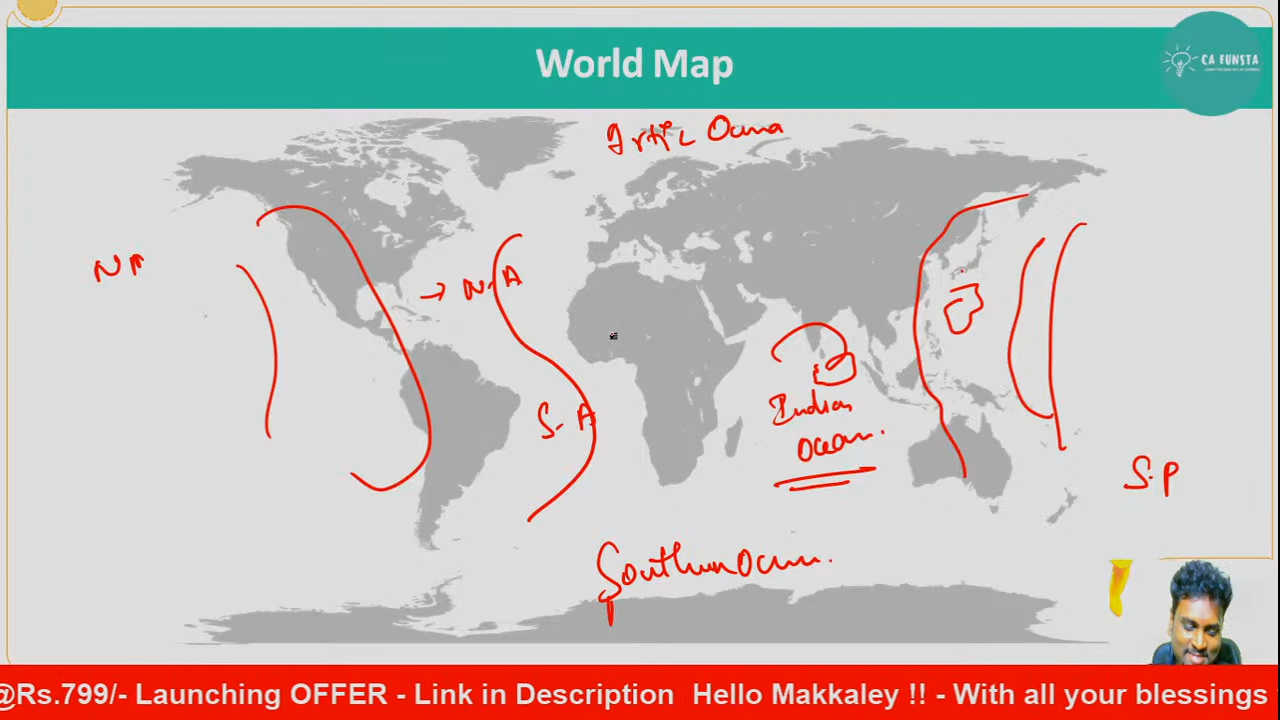 World Map
CA FUNSTA
Artic Ocean
N P
→ N-A
S-A
Indian
Ocean.
S-P
Southern Ocean.
@Rs.799/- Launching OFFER - Link in Description Hello Makkaley !! - With all your blessings